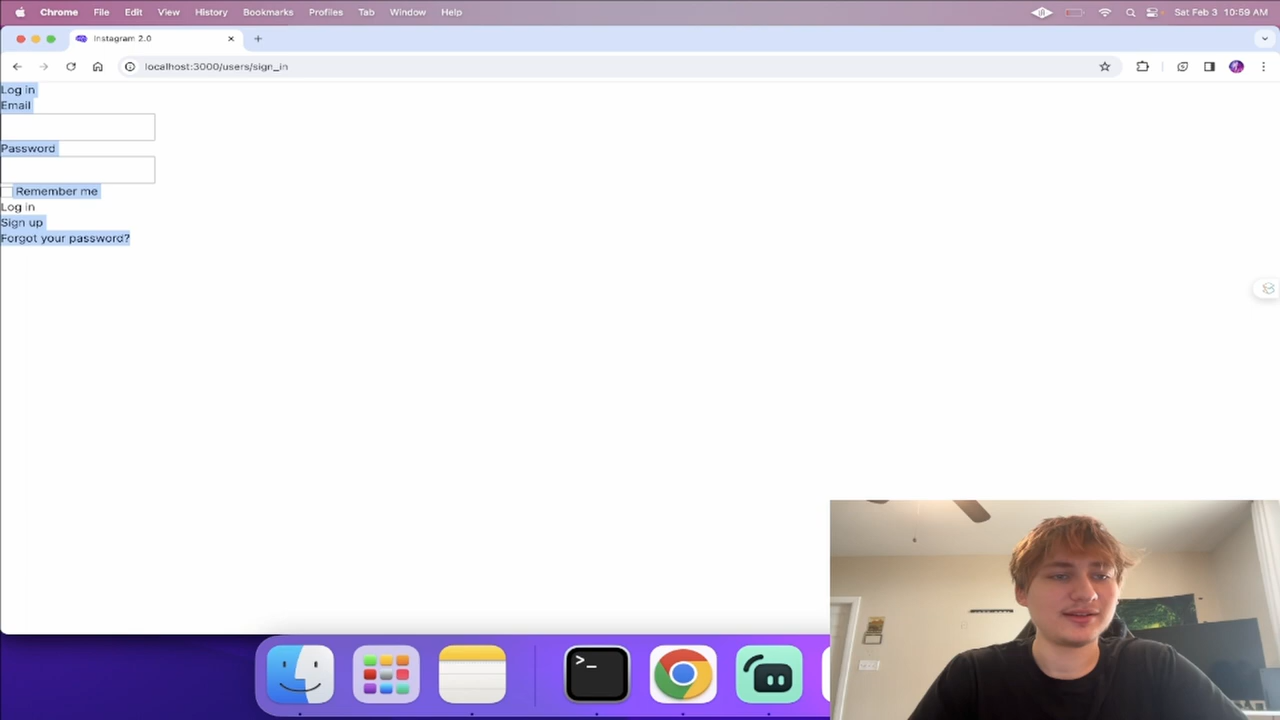 Chrome File Edit View History Bookmarks Profiles Tab Window Help Sat Feb 3 10:59 AM
Instagram 2.0
localhost:3000/users/sign_in
Log in
Email
Password
Remember me
Log in
Sign up
Forgot your password?
>_